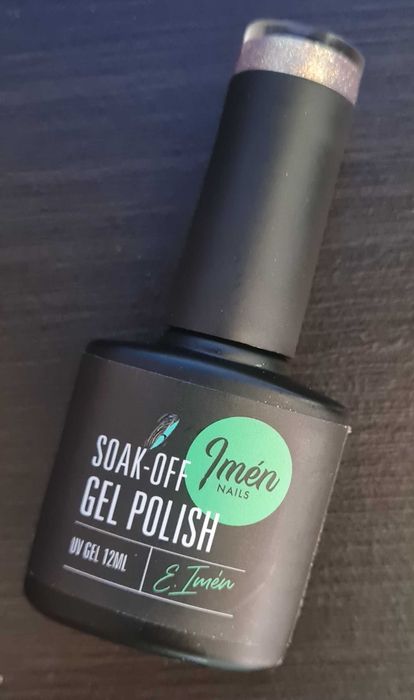 Imén
NAILS
SOAK-OFF
GEL POLISH
UV GEL 12ML
E.Imén